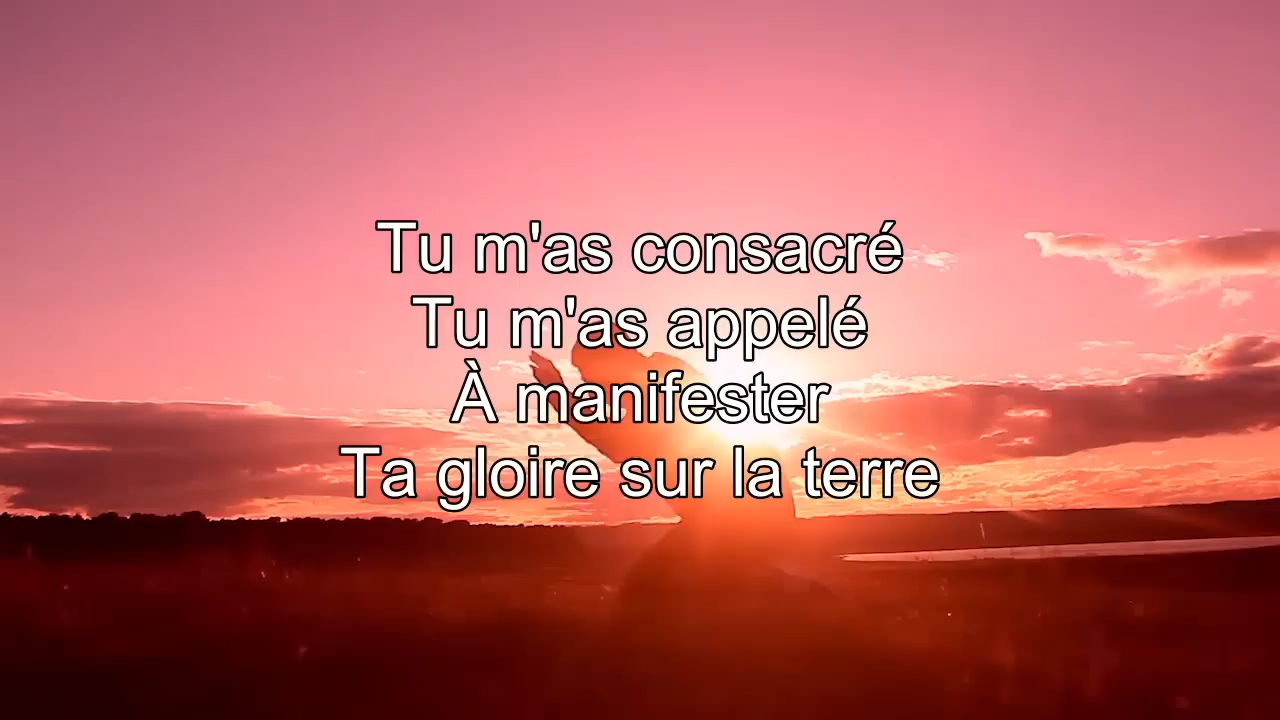 Tu m'as consacré
Tu m'as appelé
À manifester
Ta gloire sur la terre